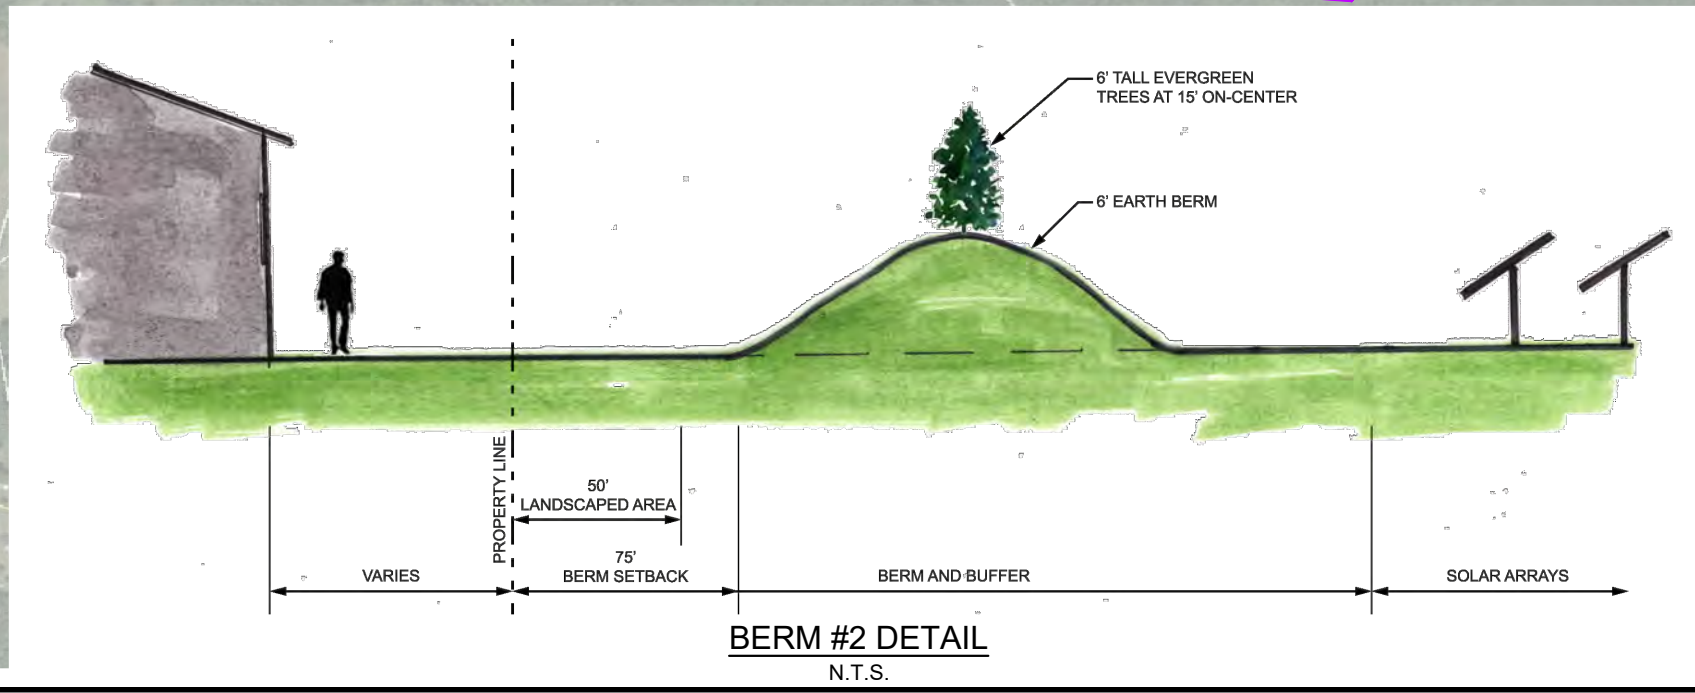 6' TALL EVERGREEN
TREES AT 15' ON-CENTER
6' EARTH BERM
PROPERTY LINE
50'
LANDSCAPED AREA
75'
BERM SETBACK
VARIES
BERM AND BUFFER
SOLAR ARRAYS
BERM #2 DETAIL
N.T.S.